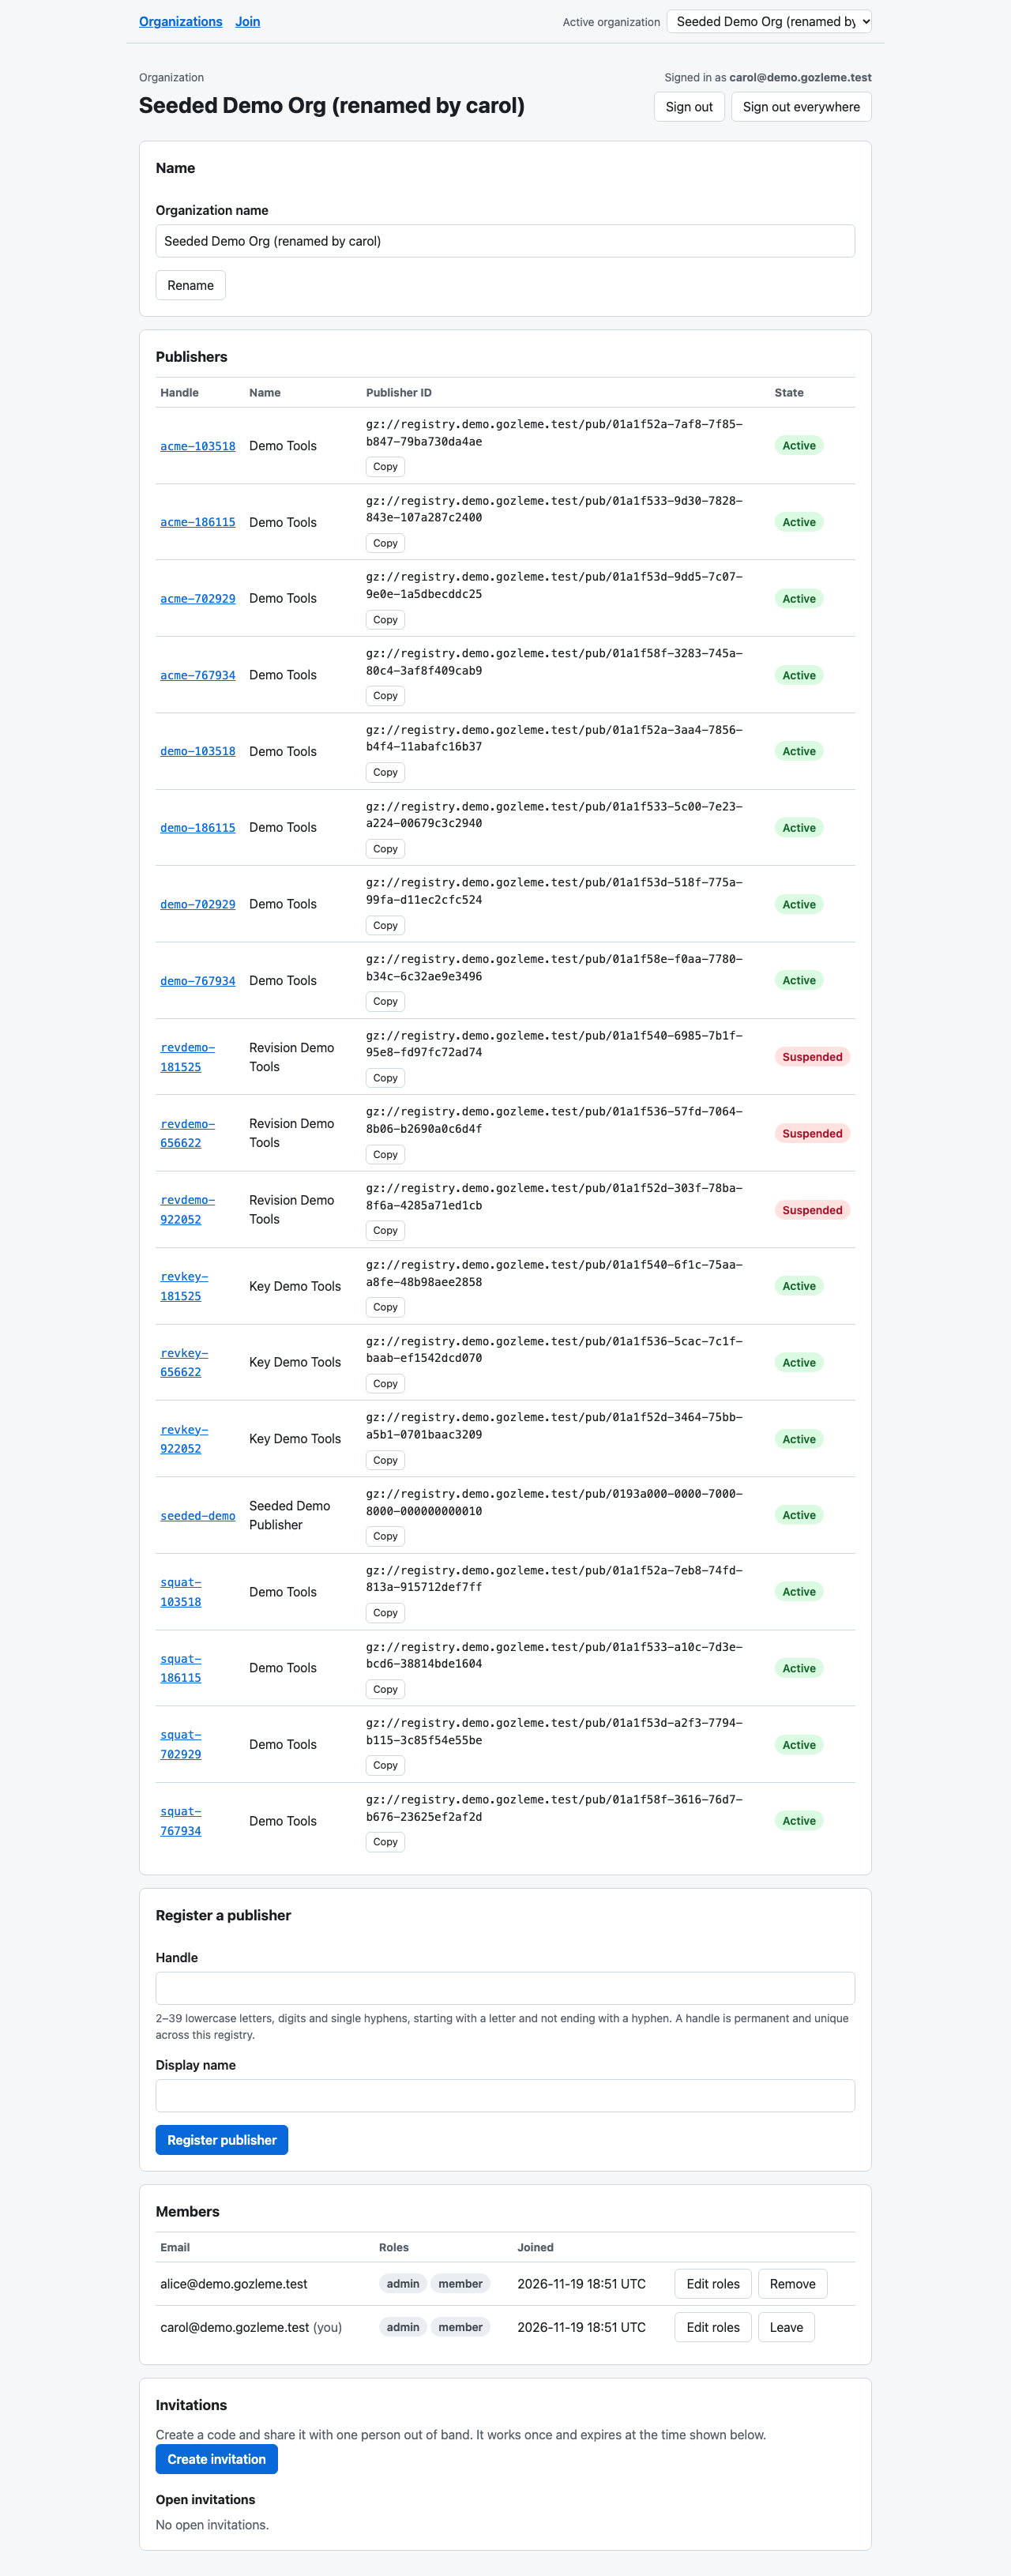 Organizations Join Active organization Seeded Demo Org (renamed by
Organization Signed in as carol@demo.gozleme.test
Seeded Demo Org (renamed by carol) Sign out Sign out everywhere
Name
Organization name
Seeded Demo Org (renamed by carol)
Rename
Publishers
Handle Name Publisher ID State
acme-103518 Demo Tools gz://registry.demo.gozleme.test/pub/01a1f52a-7af8-7f85-
b847-79ba730da4ae Active
Copy
acme-186115 Demo Tools gz://registry.demo.gozleme.test/pub/01a1f533-9d30-7828-
843e-107a287c2400 Active
Copy
acme-702929 Demo Tools gz://registry.demo.gozleme.test/pub/01a1f53d-9dd5-7c07-
9e0e-1a5dbecddc25 Active
Copy
acme-767934 Demo Tools gz://registry.demo.gozleme.test/pub/01a1f58f-3283-745a-
80c4-3af8f409cab9 Active
Copy
demo-103518 Demo Tools gz://registry.demo.gozleme.test/pub/01a1f52a-3aa4-7856-
b4f4-11abafc16b37 Active
Copy
demo-186115 Demo Tools gz://registry.demo.gozleme.test/pub/01a1f533-5c00-7e23-
a224-00679c3c2940 Active
Copy
demo-702929 Demo Tools gz://registry.demo.gozleme.test/pub/01a1f53d-518f-775a-
99fa-d11ec2cfc524 Active
Copy
demo-767934 Demo Tools gz://registry.demo.gozleme.test/pub/01a1f58e-f0aa-7780-
b34c-6c32ae9e3496 Active
Copy
revdemo- Revision Demo gz://registry.demo.gozleme.test/pub/01a1f540-6985-7b1f-
181525 Tools 95e8-fd97fc72ad74 Suspended
Copy
revdemo- Revision Demo gz://registry.demo.gozleme.test/pub/01a1f536-57fd-7064-
656622 Tools 8b06-b2690a0c6d4f Suspended
Copy
revdemo- Revision Demo gz://registry.demo.gozleme.test/pub/01a1f52d-303f-78ba-
922052 Tools 8f6a-4285a71ed1cb Suspended
Copy
revkey- Key Demo Tools gz://registry.demo.gozleme.test/pub/01a1f540-6f1c-75aa-
181525 a8fe-48b98aee2858 Active
Copy
revkey- Key Demo Tools gz://registry.demo.gozleme.test/pub/01a1f536-5cac-7c1f-
656622 baab-ef1542dcd070 Active
Copy
revkey- Key Demo Tools gz://registry.demo.gozleme.test/pub/01a1f52d-3464-75bb-
922052 a5b1-0701baac3209 Active
Copy
seeded-demo Seeded Demo gz://registry.demo.gozleme.test/pub/0193a000-0000-7000-
Publisher 8000-000000000010 Active
Copy
squat- Demo Tools gz://registry.demo.gozleme.test/pub/01a1f52a-7eb8-74fd-
103518 813a-915712def7ff Active
Copy
squat- Demo Tools gz://registry.demo.gozleme.test/pub/01a1f533-a10c-7d3e-
186115 bcd6-38814bde1604 Active
Copy
squat- Demo Tools gz://registry.demo.gozleme.test/pub/01a1f53d-a2f3-7794-
702929 b115-3c85f54e55be Active
Copy
squat- Demo Tools gz://registry.demo.gozleme.test/pub/01a1f58f-3616-76d7-
767934 b676-23625ef2af2d Active
Copy
Register a publisher
Handle
2–39 lowercase letters, digits and single hyphens, starting with a letter and not ending with a hyphen. A handle is permanent and unique
across this registry.
Display name
Register publisher
Members
Email Roles Joined
alice@demo.gozleme.test admin member 2026-11-19 18:51 UTC Edit roles Remove
carol@demo.gozleme.test (you) admin member 2026-11-19 18:51 UTC Edit roles Leave
Invitations
Create a code and share it with one person out of band. It works once and expires at the time shown below.
Create invitation
Open invitations
No open invitations.